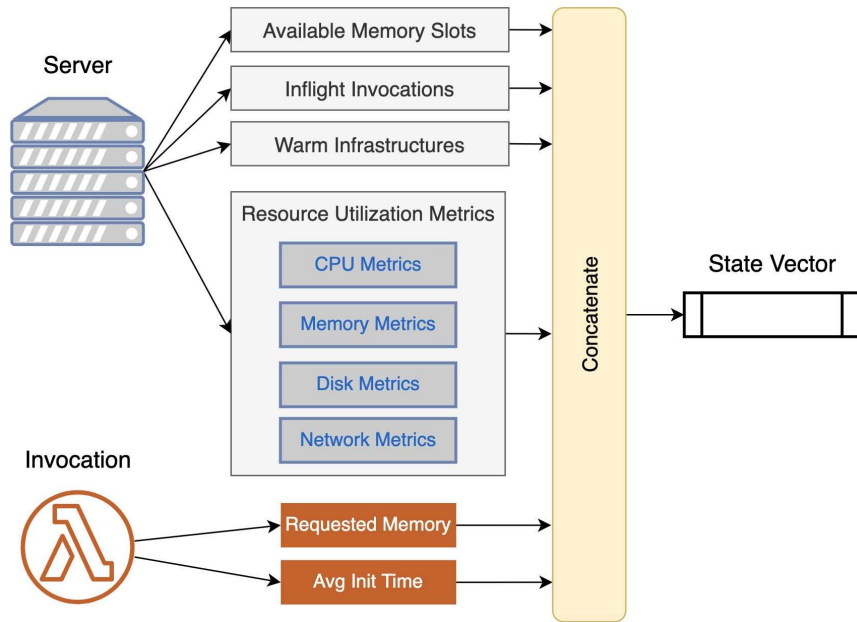 Server
Available Memory Slots
Inflight Invocations
Warm Infrastructures
Resource Utilization Metrics
CPU Metrics
Memory Metrics
Disk Metrics
Network Metrics
Invocation
Requested Memory
Avg Init Time
Concatenate
State Vector